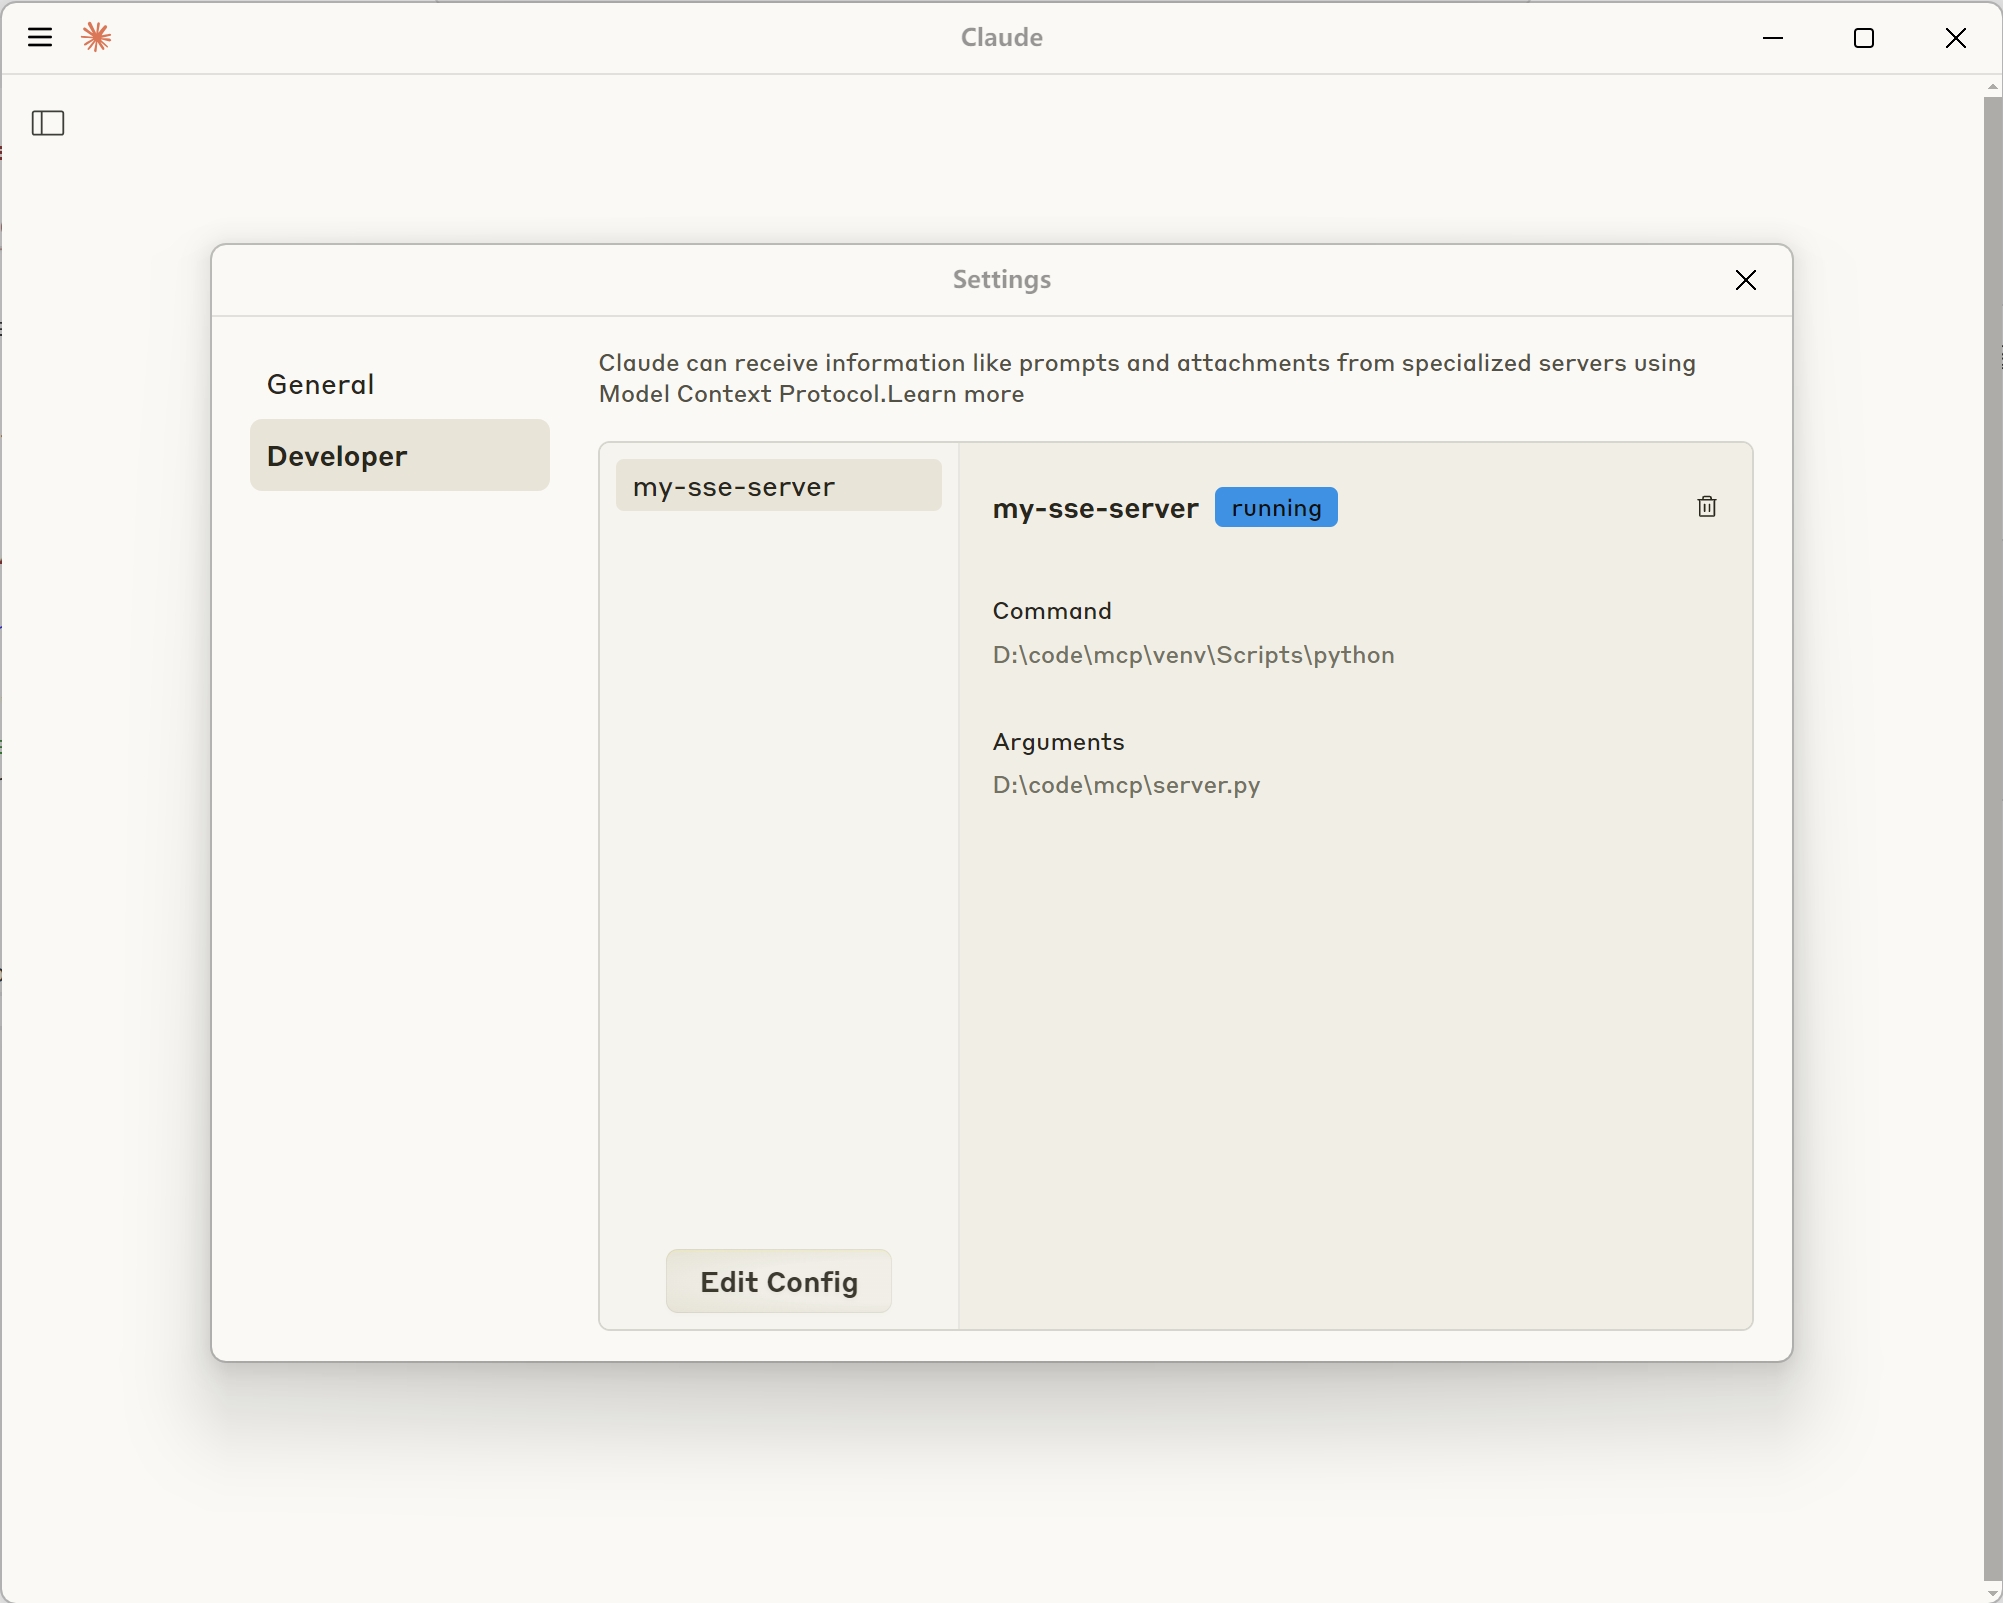 Claude
Settings
General
Developer
Claude can receive information like prompts and attachments from specialized servers using
Model Context Protocol.Learn more
my-sse-server
Edit Config
my-sse-server running
Command
D:\code\mcp\venv\Scripts\python
Arguments
D:\code\mcp\server.py